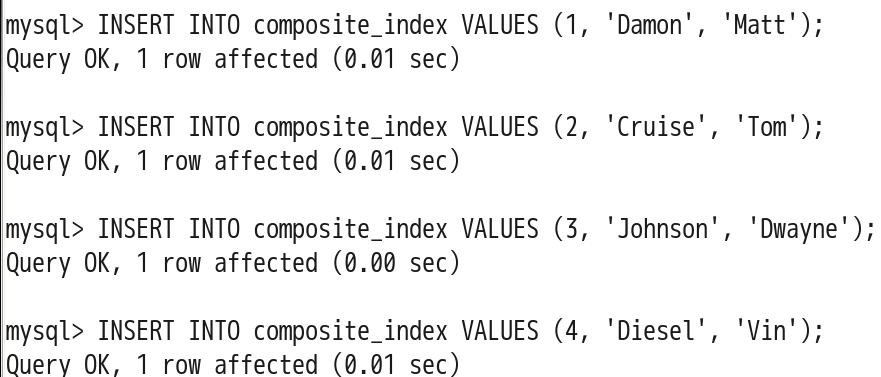 mysql> INSERT INTO composite_index VALUES (1, 'Damon', 'Matt');
Query OK, 1 row affected (0.01 sec)
mysql> INSERT INTO composite_index VALUES (2, 'Cruise', 'Tom');
Query OK, 1 row affected (0.01 sec)
mysql> INSERT INTO composite_index VALUES (3, 'Johnson', 'Dwayne');
Query OK, 1 row affected (0.00 sec)
mysql> INSERT INTO composite_index VALUES (4, 'Diesel', 'Vin');
Query OK, 1 row affected (0.01 sec)